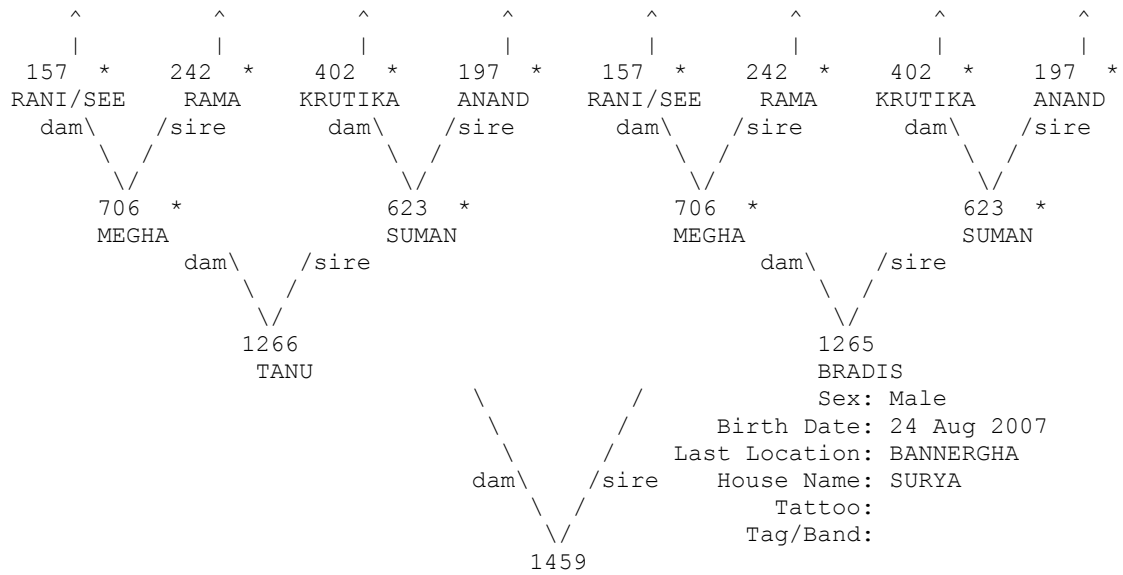 ^ ^ ^ ^ ^ ^ ^ ^
| | | | | | | |
157 * 242 * 402 * 197 * 157 * 242 * 402 * 197 *
RANI/SEE RAMA KRUTIKA ANAND RANI/SEE RAMA KRUTIKA ANAND
dam\ /sire dam\ /sire dam\ /sire dam\ /sire
\ / \ / \ / \ /
\/ \/ \/ \/
706 * 623 * 706 * 623 *
MEGHA SUMAN MEGHA SUMAN
dam\ /sire dam\ /sire
\ / \ /
\/ \/
1266 1265
TANU BRADIS
\ / Sex: Male
\ / Birth Date: 24 Aug 2007
\ / Last Location: BANNERGHA
dam\ /sire House Name: SURYA
\ / Tattoo:
\/ Tag/Band:
1459